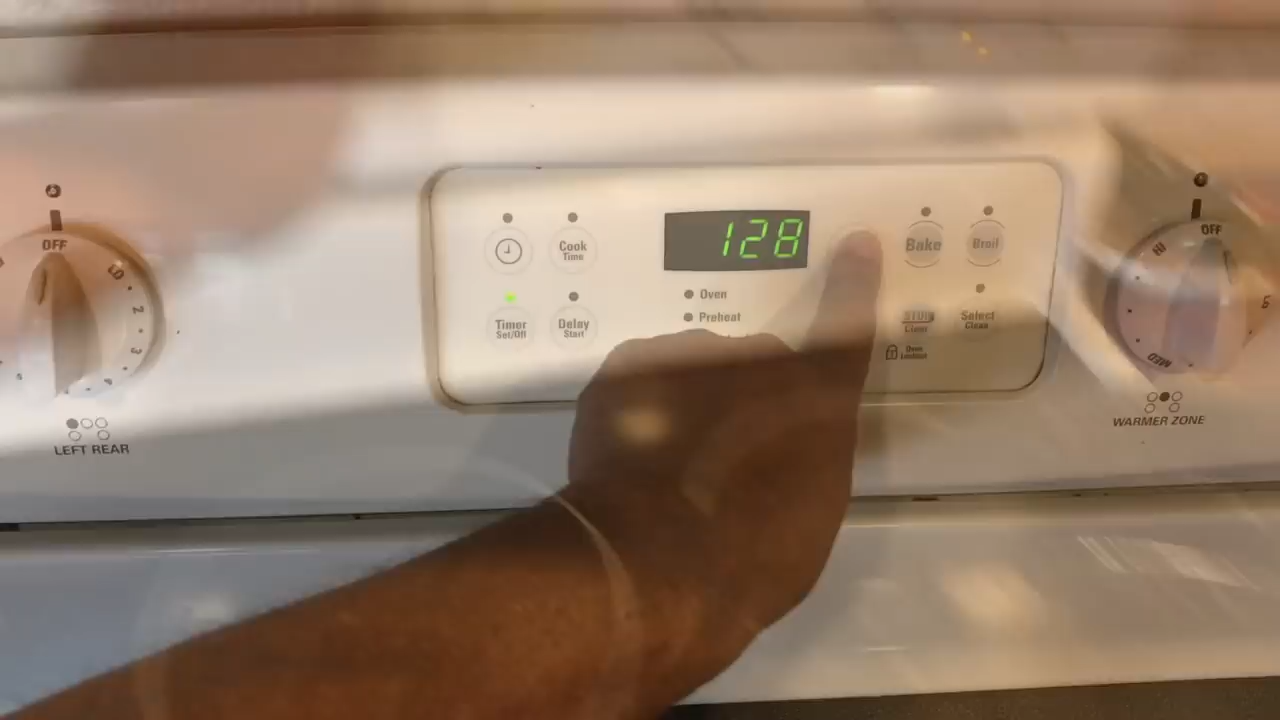 OFF
LO
2
3
LEFT REAR
Cook
Time
Timer
Set/Off
Delay
Start
128
Oven
Preheat
Bake
Broil
STOP
Clear
Select
Clean
Oven
Lockout
OFF
HI
MED
WARMER ZONE